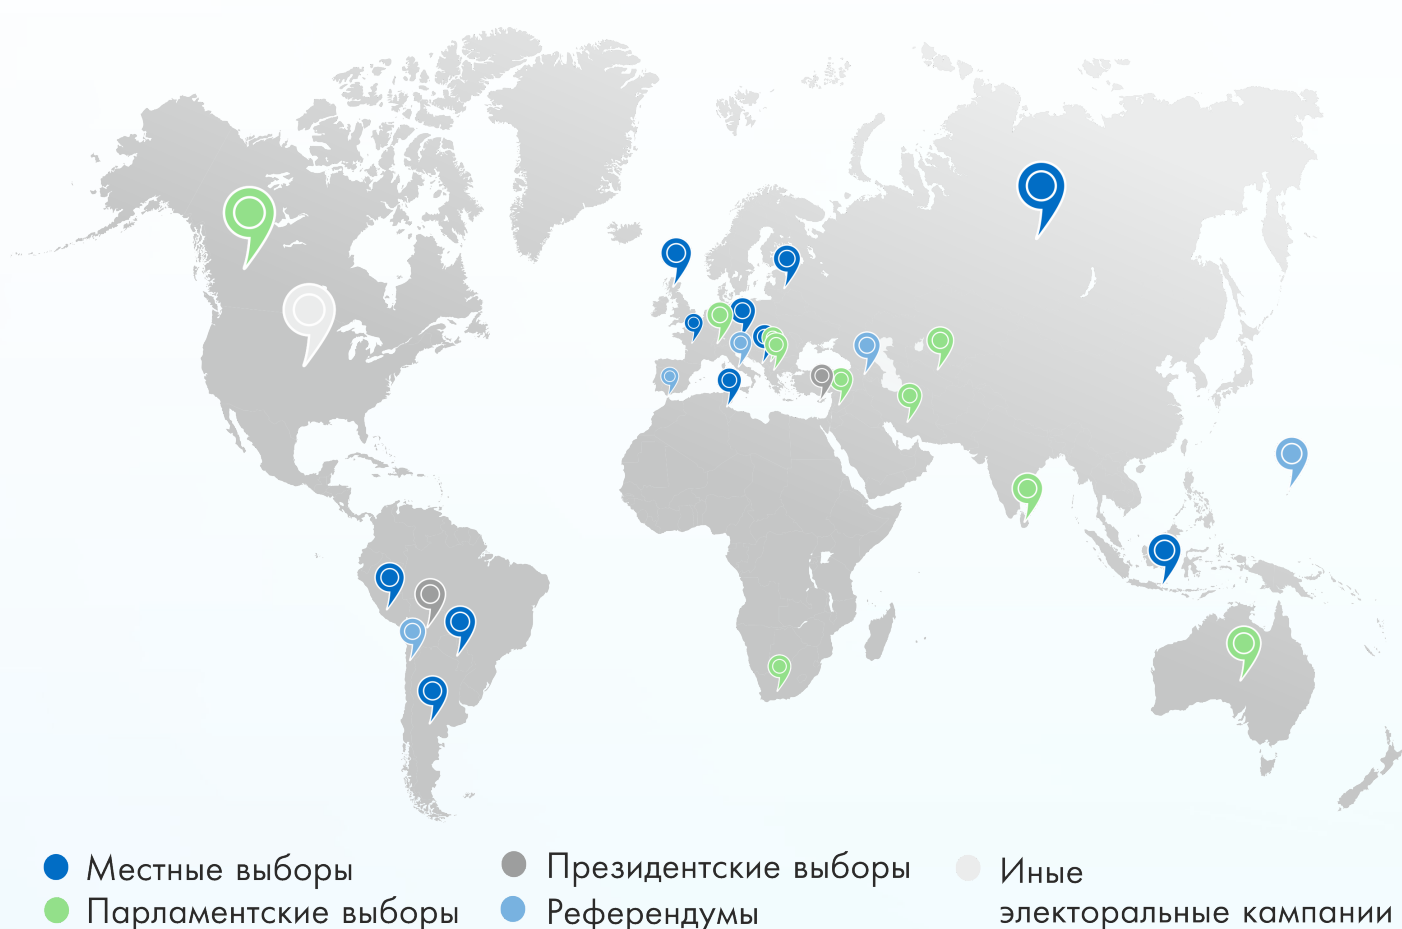 Местные выборы
Парламентские выборы
Президентские выборы
Референдумы
Иные
электоральные кампании